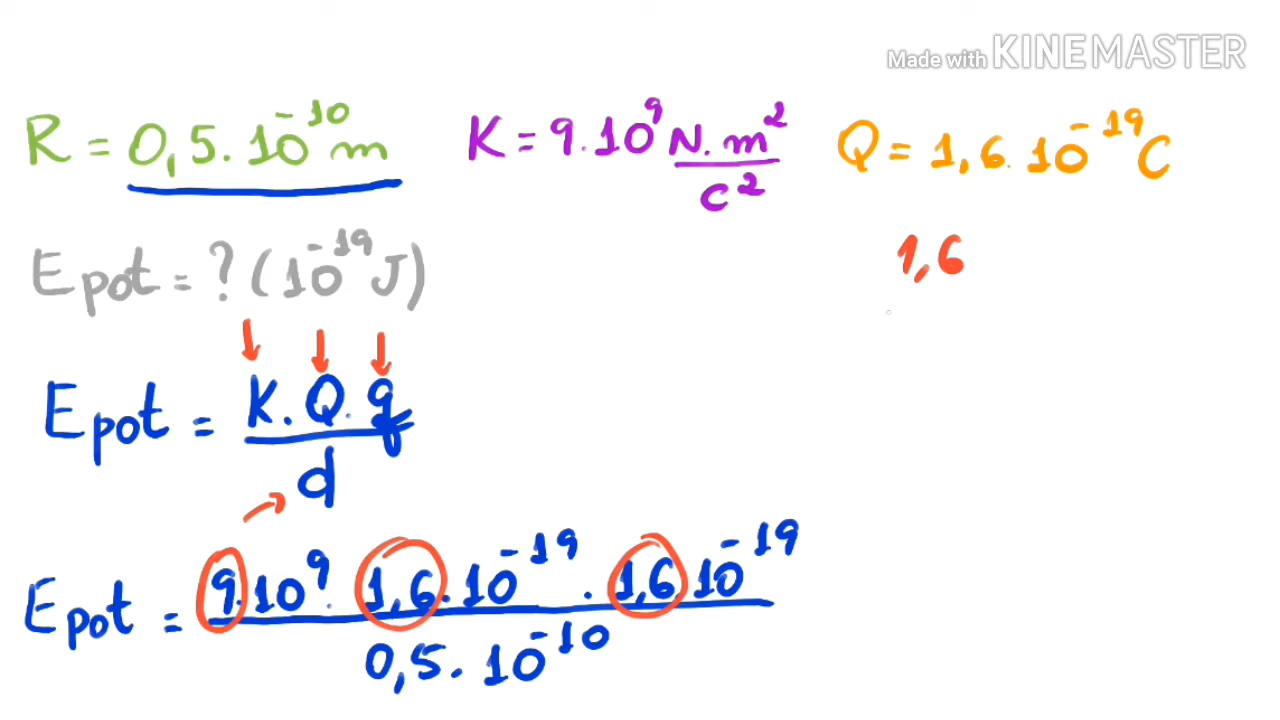 Made with KINEMASTER
R = 0,5.10⁻¹⁰ m K = 9.10⁹ N.m²/C² Q = 1,6.10⁻¹⁹ C
Epot = ? (10⁻¹⁹ J)
1,6
Epot = K.Q.q/d
Epot = 9.10⁹.1,6.10⁻¹⁹.1,6 10⁻¹⁹/0,5.10⁻¹⁰